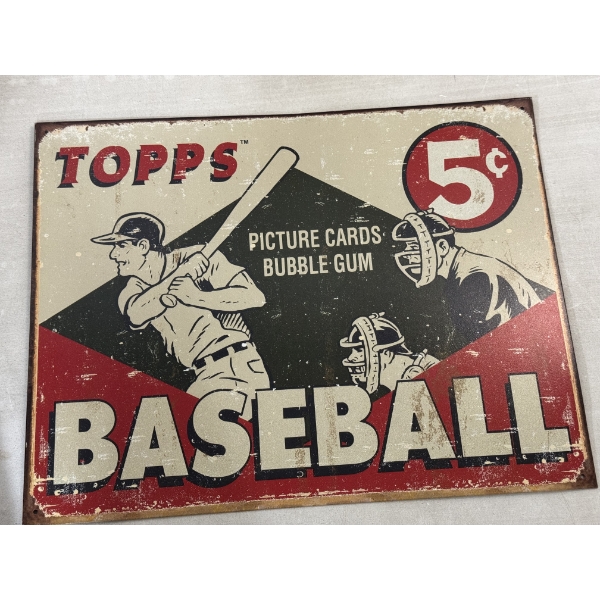 TOPPS™
5¢
PICTURE CARDS
BUBBLE GUM
BASEBALL